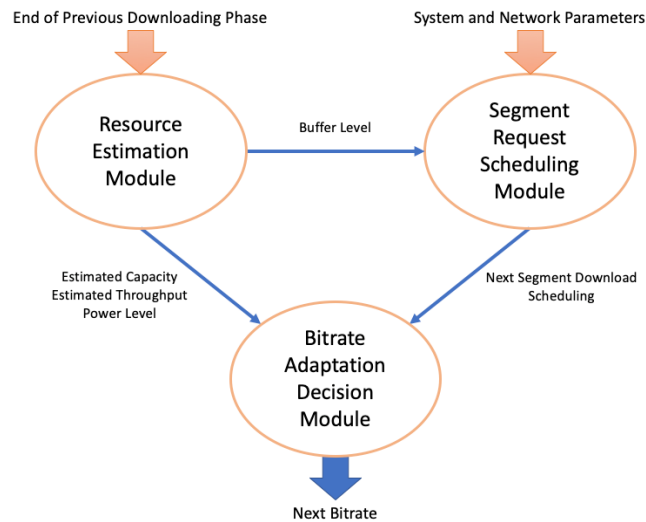 End of Previous Downloading Phase
System and Network Parameters
Resource
Estimation
Module
Buffer Level
Segment
Request
Scheduling
Module
Estimated Capacity
Estimated Throughput
Power Level
Next Segment Download
Scheduling
Bitrate
Adaptation
Decision
Module
Next Bitrate